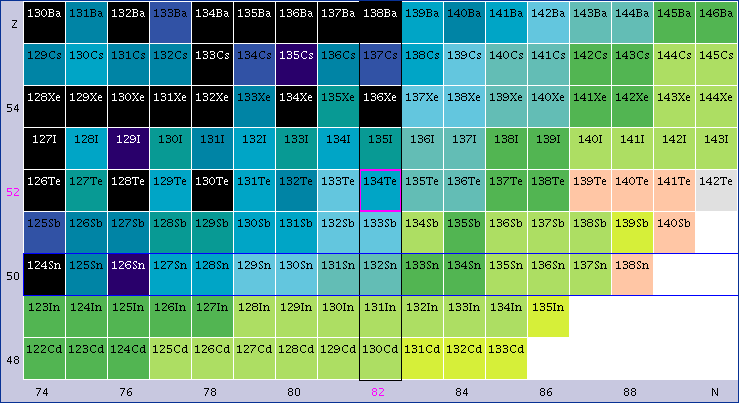 Z 130Ba 131Ba 132Ba 133Ba 134Ba 135Ba 136Ba 137Ba 138Ba 139Ba 140Ba 141Ba 142Ba 143Ba 144Ba 145Ba 146Ba
129Cs 130Cs 131Cs 132Cs 133Cs 134Cs 135Cs 136Cs 137Cs 138Cs 139Cs 140Cs 141Cs 142Cs 143Cs 144Cs 145Cs
54 128Xe 129Xe 130Xe 131Xe 132Xe 133Xe 134Xe 135Xe 136Xe 137Xe 138Xe 139Xe 140Xe 141Xe 142Xe 143Xe 144Xe
127I 128I 129I 130I 131I 132I 133I 134I 135I 136I 137I 138I 139I 140I 141I 142I 143I
52 126Te 127Te 128Te 129Te 130Te 131Te 132Te 133Te 134Te 135Te 136Te 137Te 138Te 139Te 140Te 141Te 142Te
125Sb 126Sb 127Sb 128Sb 129Sb 130Sb 131Sb 132Sb 133Sb 134Sb 135Sb 136Sb 137Sb 138Sb 139Sb 140Sb
50 124Sn 125Sn 126Sn 127Sn 128Sn 129Sn 130Sn 131Sn 132Sn 133Sn 134Sn 135Sn 136Sn 137Sn 138Sn
123In 124In 125In 126In 127In 128In 129In 130In 131In 132In 133In 134In 135In
48 122Cd 123Cd 124Cd 125Cd 126Cd 127Cd 128Cd 129Cd 130Cd 131Cd 132Cd 133Cd
74 76 78 80 82 84 86 88 N